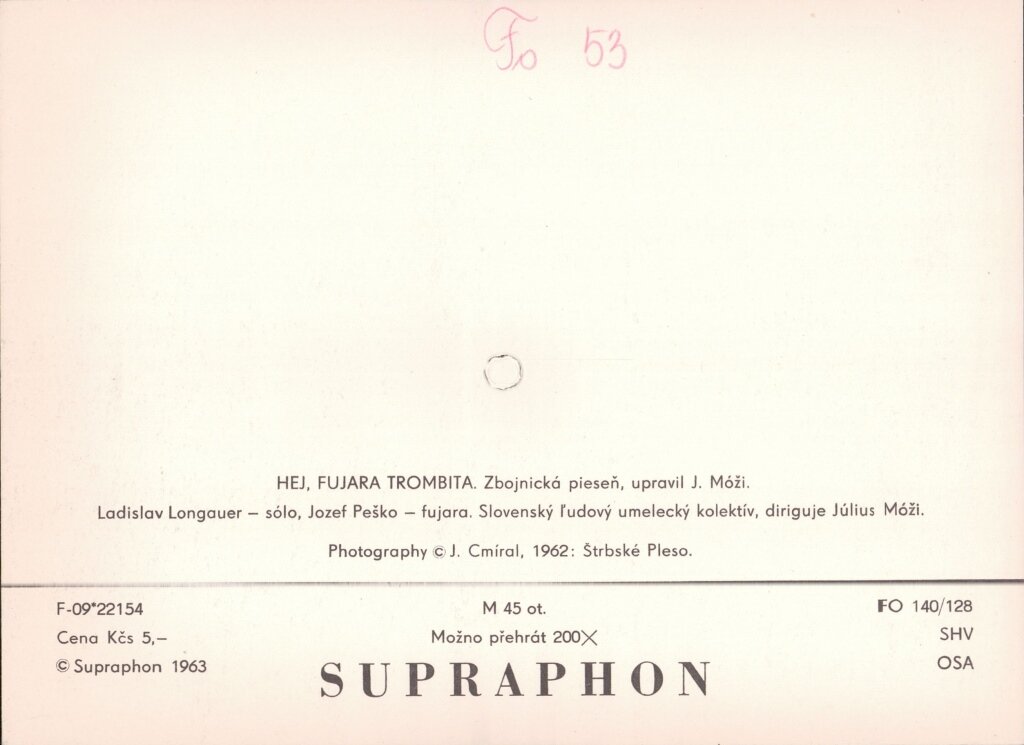 Fo 53
HEJ, FUJARA TROMBITA. Zbojnická pieseň, upravil J. Móži.
Ladislav Longauer – sólo, Jozef Peško – fujara. Slovenský ľudový umelecký kolektív, diriguje Július Móži.
Photography © J. Cmíral, 1962: Štrbské Pleso.
F-09*22154
Cena Kčs 5,–
© Supraphon 1963
M 45 ot.
Možno přehrát 200X
SUPRAPHON
FO 140/128
SHV
OSA